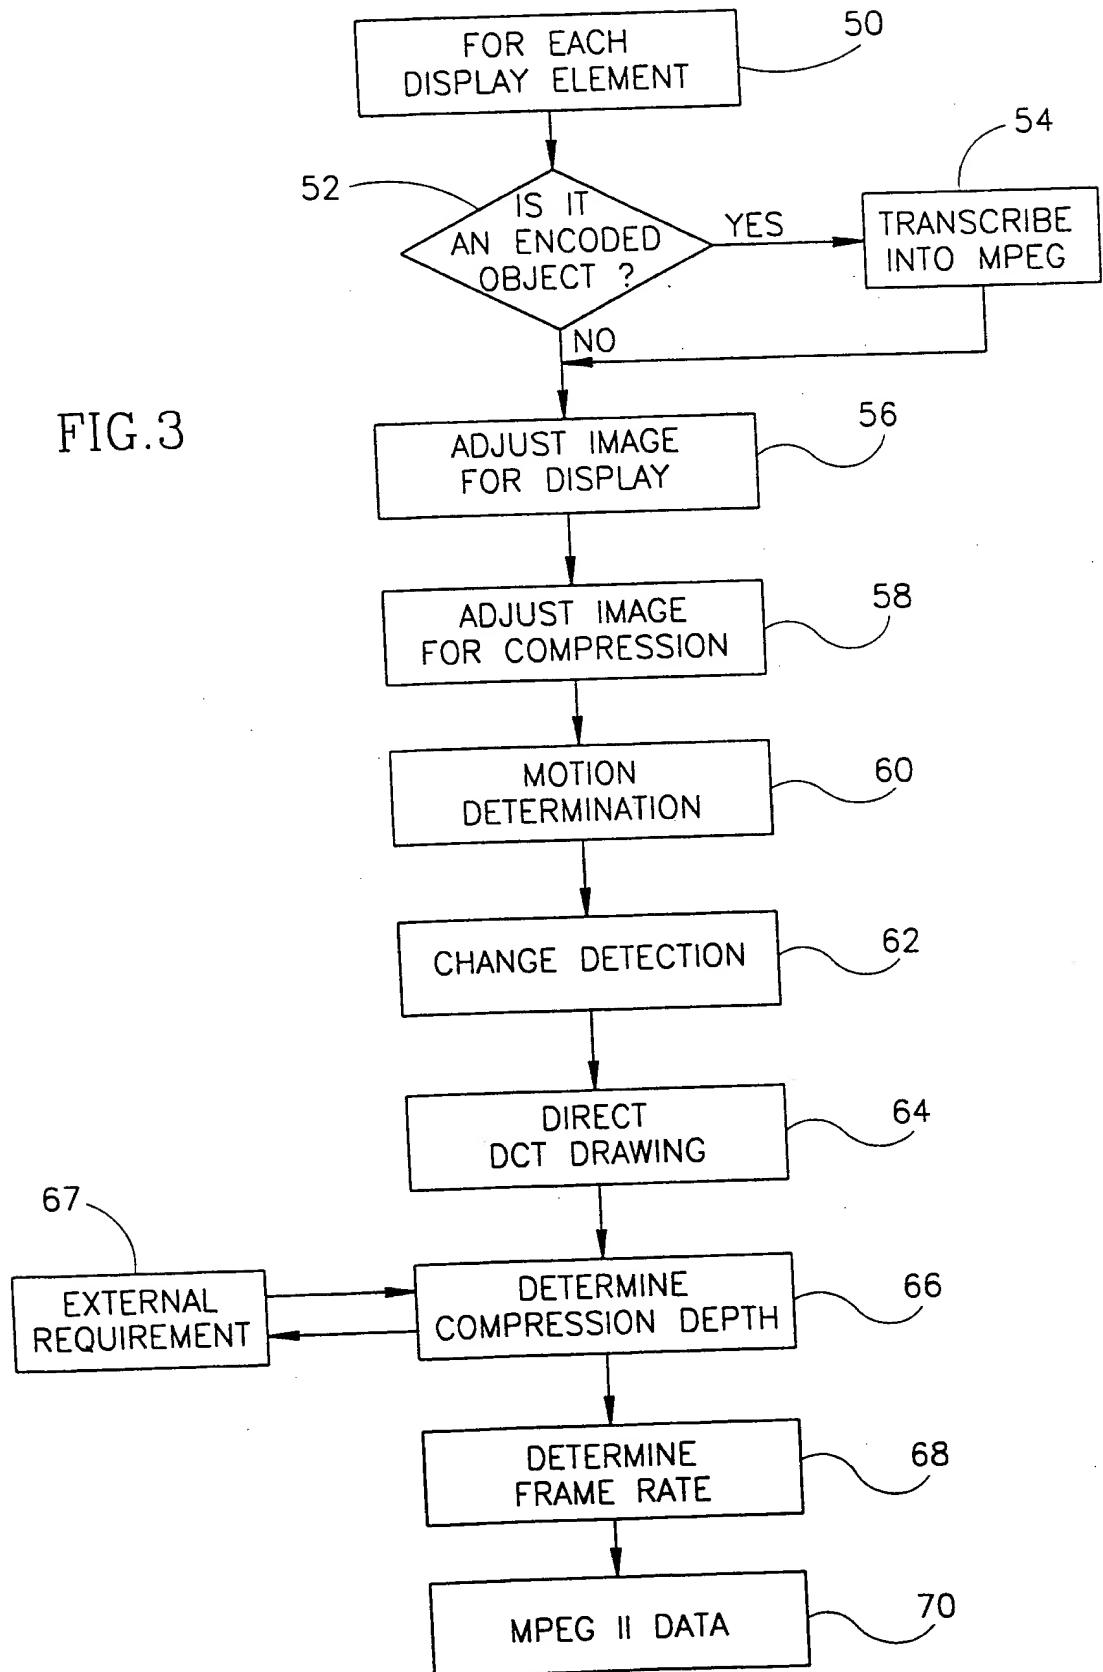 FOR EACH
DISPLAY ELEMENT
50
52
IS IT
AN ENCODED
OBJECT ?
YES
54
TRANSCRIBE
INTO MPEG
NO
FIG.3
ADJUST IMAGE
FOR DISPLAY
56
ADJUST IMAGE
FOR COMPRESSION
58
MOTION
DETERMINATION
60
CHANGE DETECTION
62
DIRECT
DCT DRAWING
64
67
EXTERNAL
REQUIREMENT
DETERMINE
COMPRESSION DEPTH
66
DETERMINE
FRAME RATE
68
MPEG II DATA
70